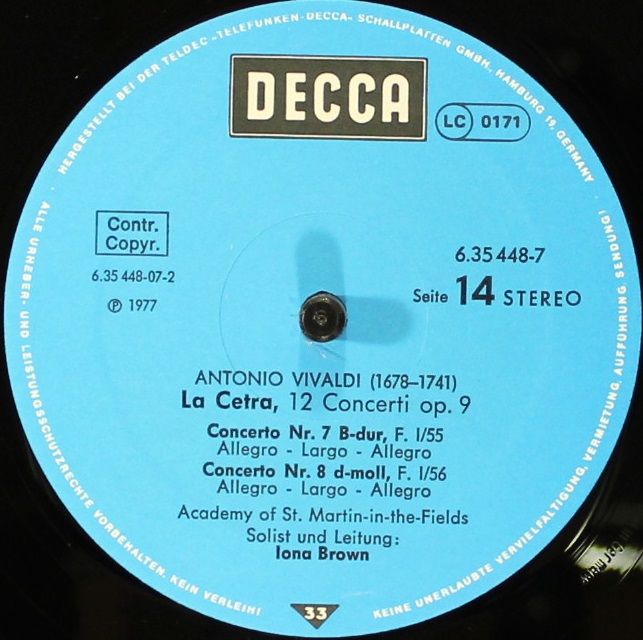 HERGESTELLT BEI DER TELDEC »TELEFUNKEN-DECCA« SCHALLPLATTEN GMBH, HAMBURG 19, GERMANY
DECCA
LC 0171
Contr.
Copyr.
6.35 448-07-2
Ⓟ 1977
6.35 448-7
Seite 14 STEREO
ANTONIO VIVALDI (1678–1741)
La Cetra, 12 Concerti op. 9
Concerto Nr. 7 B-dur, F. I/55
Allegro - Largo - Allegro
Concerto Nr. 8 d-moll, F. I/56
Allegro - Largo - Allegro
Academy of St. Martin-in-the-Fields
Solist und Leitung:
Iona Brown
33
ALLE URHEBER- UND LEISTUNGSSCHUTZRECHTE VORBEHALTEN. KEIN VERLEIH!
KEINE UNERLAUBTE VERVIELFÄLTIGUNG, VERMIETUNG, AUFFÜHRUNG, SENDUNG!